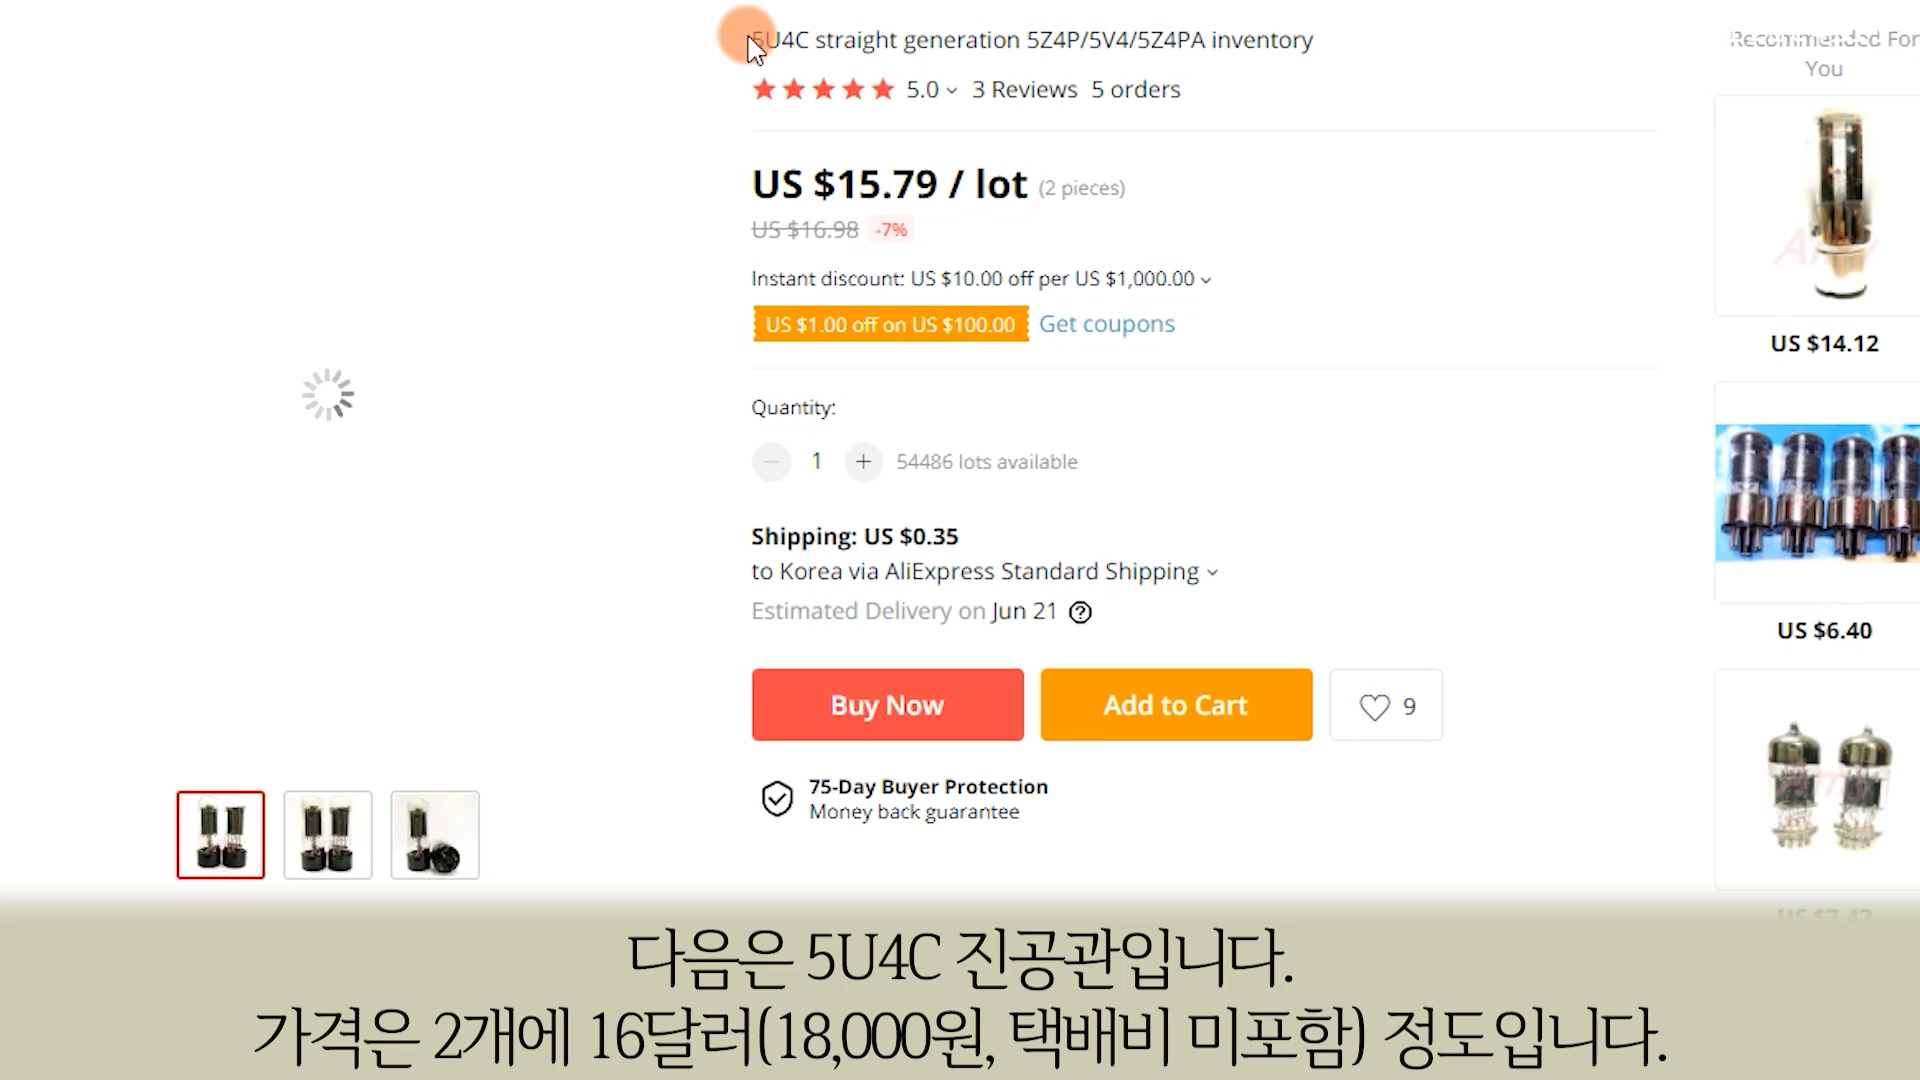 5U4C straight generation 5Z4P/5V4/5Z4PA inventory
5.0 3 Reviews 5 orders
US $15.79 / lot (2 pieces)
US $16.98 -7%
Instant discount: US $10.00 off per US $1,000.00
US $1.00 off on US $100.00 Get coupons
Quantity:
1 54486 lots available
Shipping: US $0.35
to Korea via AliExpress Standard Shipping
Estimated Delivery on Jun 21
Buy Now Add to Cart 9
75-Day Buyer Protection
Money back guarantee
Recommended For
You
US $14.12
US $6.40
다음은 5U4C 진공관입니다.
가격은 2개에 16달러(18,000원, 택배비 미포함) 정도입니다.